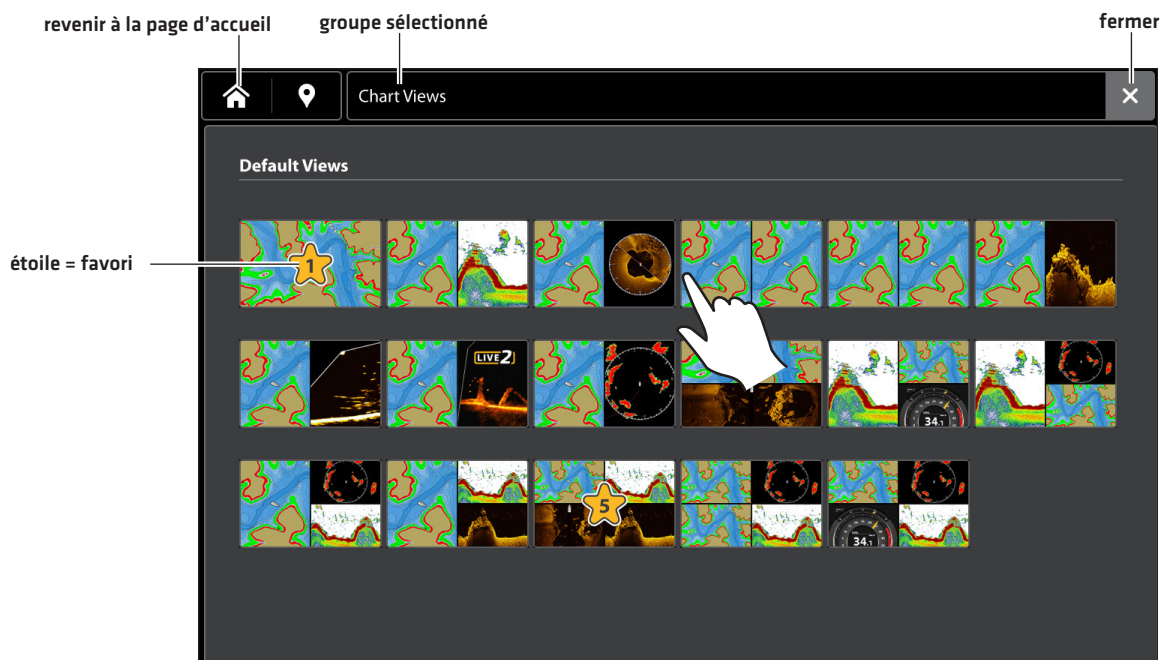 revenir à la page d'accueil
groupe sélectionné
fermer
Chart Views
Default Views
étoile = favori
1
LIVE 2
34.1
5
34.1